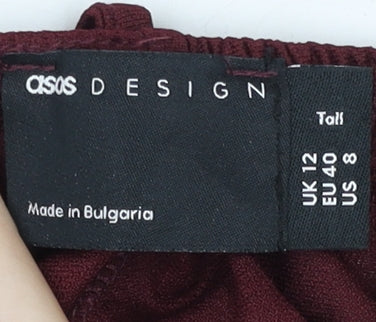 asos DESIGN
Made in Bulgaria
Tall
UK 12
EU 40
US 8